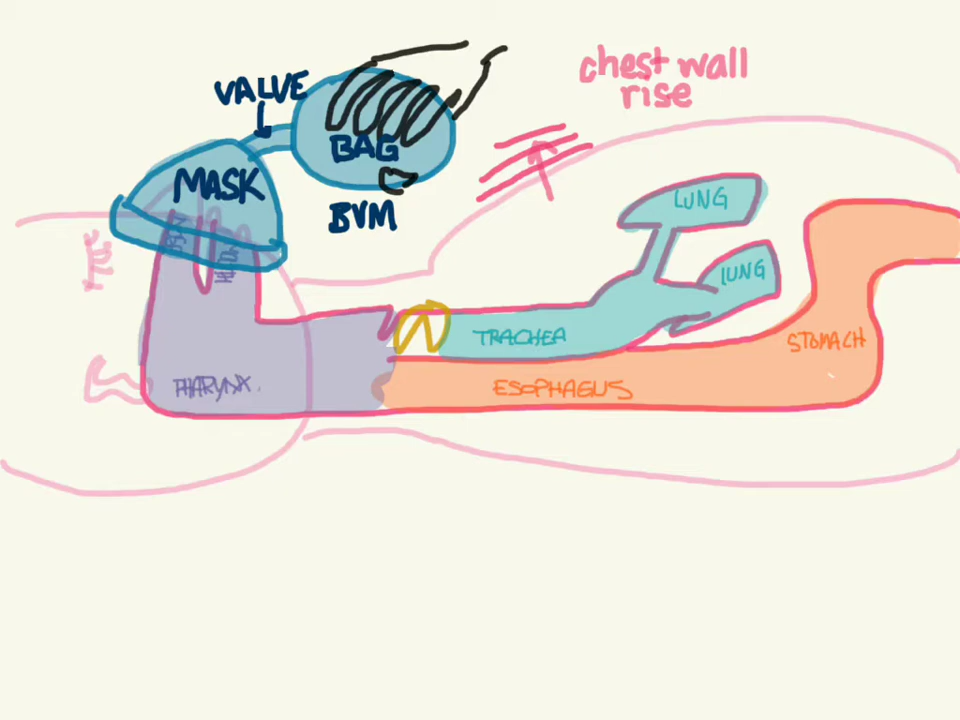 VALVE
BAG
MASK
BVM
chest wall
rise
LUNG
LUNG
TRACHEA
STOMACH
PHARYNX.
ESOPHAGUS